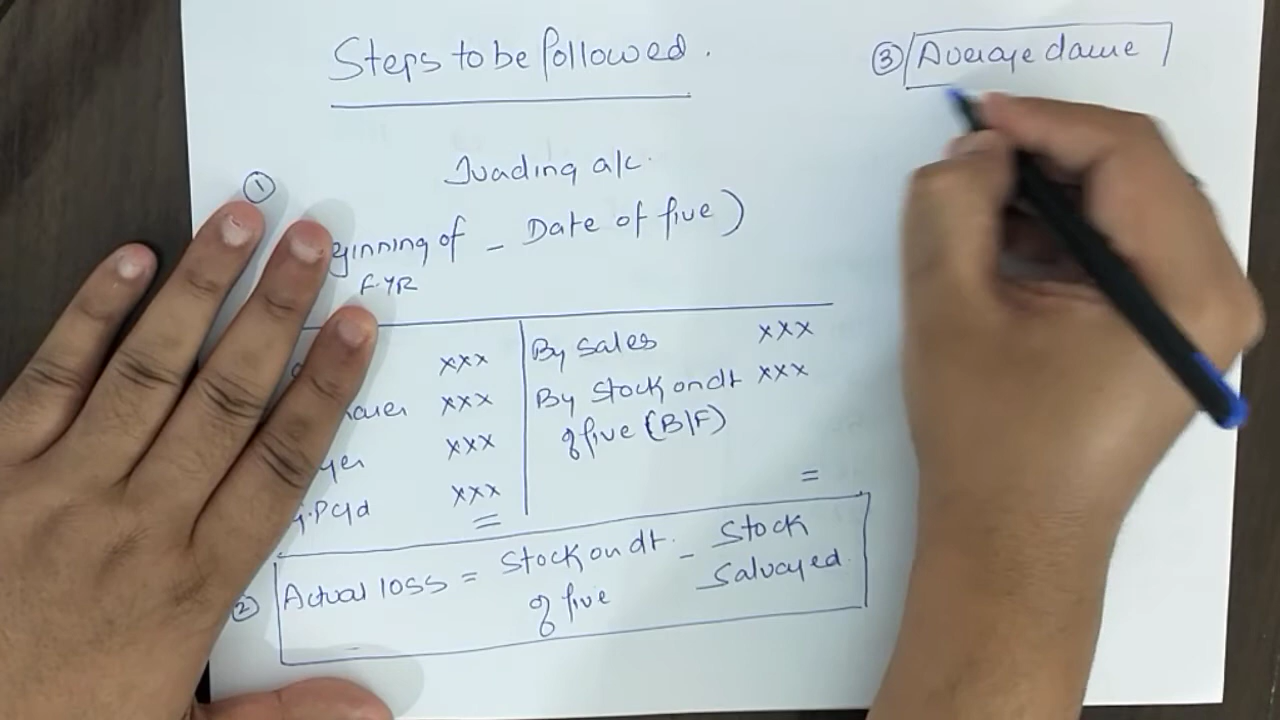 Steps to be followed.
③ Average clause
①
Trading a/c.
ginning of - Date of fire)
F.YR
xxx By Sales xxx
xxx By Stock on dt xxx
of fire (B/F)
xxx
G.P c/d xxx
=
=
② Actual loss = Stock on dt. of fire - Stock Salvaged.